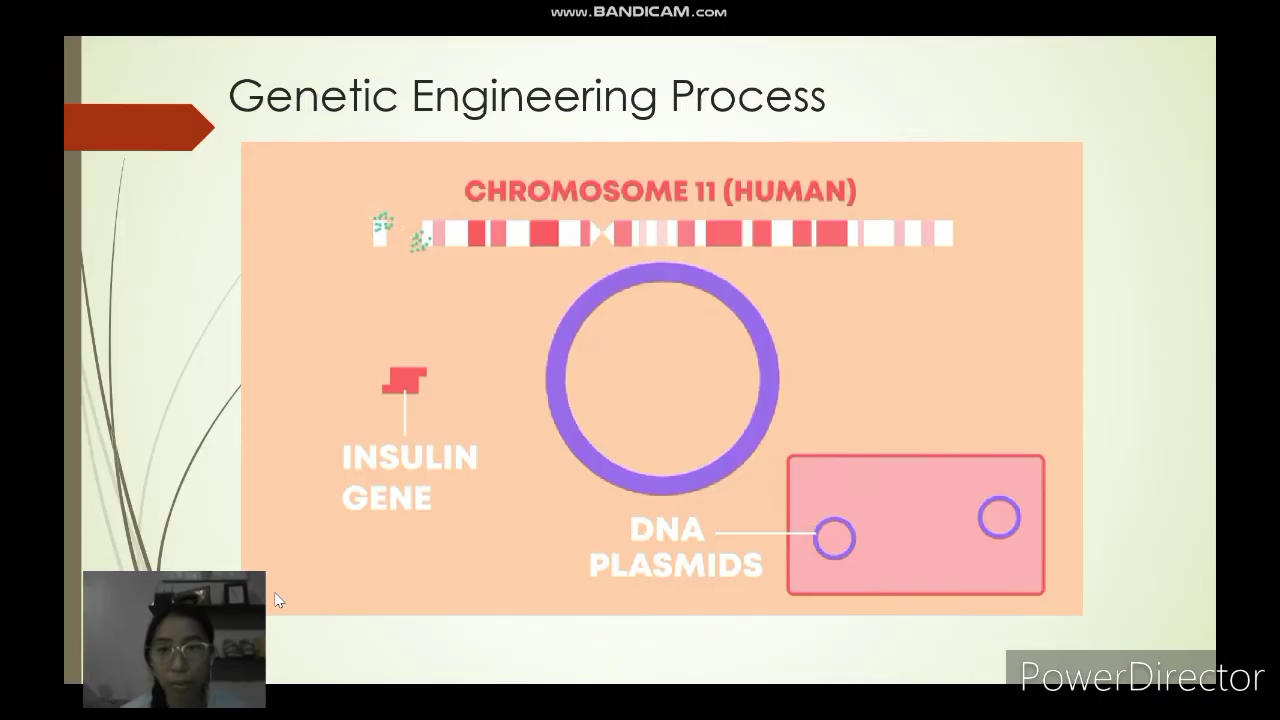 www.BANDICAM.com
Genetic Engineering Process
CHROMOSOME 11 (HUMAN)
INSULIN
GENE
DNA
PLASMIDS
PowerDirector